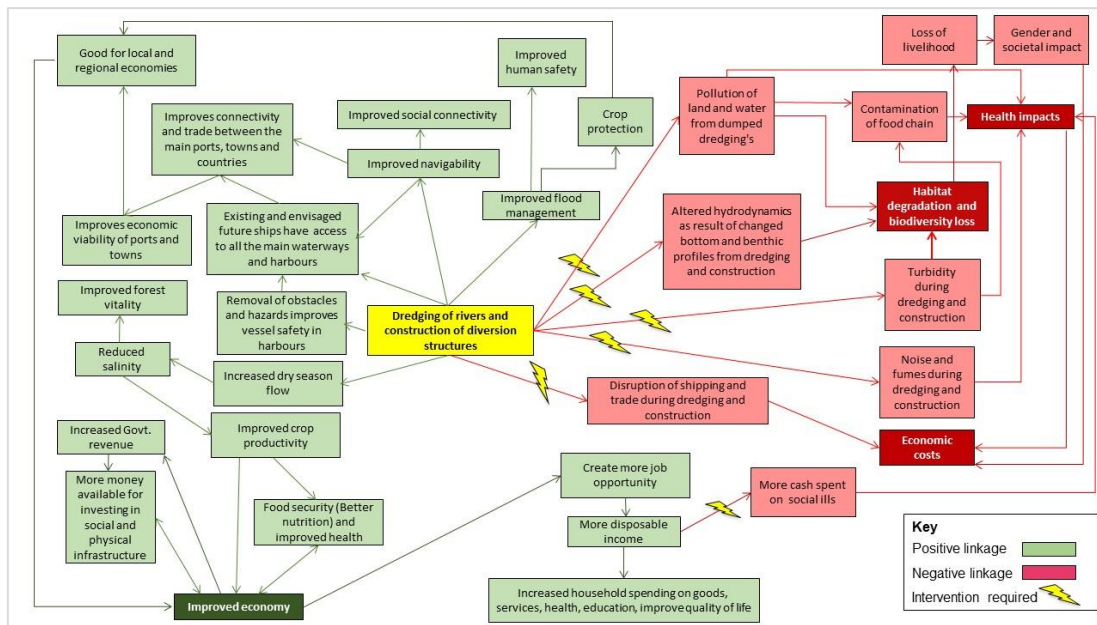 Good for local and
regional economies
Improved
human safety
Loss of
livelihood
Gender and
societal impact
Improves connectivity
and trade between the
main ports, towns and
countries
Improved social connectivity
Crop
protection
Pollution of
land and water
from dumped
dredging's
Contamination
of food chain
Health impacts
Improved navigability
Improved flood
management
Improves economic
viability of ports and
towns
Existing and envisaged
future ships have access
to all the main waterways
and harbours
Altered hydrodynamics
as result of changed
bottom and benthic
profiles from dredging
and construction
Habitat
degradation and
biodiversity loss
Improved forest
vitality
Removal of obstacles
and hazards improves
vessel safety in
harbours
Dredging of rivers and
construction of diversion
structures
Turbidity
during
dredging and
construction
Reduced
salinity
Increased dry season
flow
Disruption of shipping and
trade during dredging and
construction
Noise and
fumes during
dredging and
construction
Increased Govt.
revenue
Improved crop
productivity
Economic
costs
More money
available for
investing in
social and
physical
infrastructure
Food security (Better
nutrition) and
improved health
Create more job
opportunity
More cash spent
on social ills
More disposable
income
Improved economy
Increased household spending on goods,
services, health, education, improve quality of life
Key
Positive linkage
Negative linkage
Intervention required